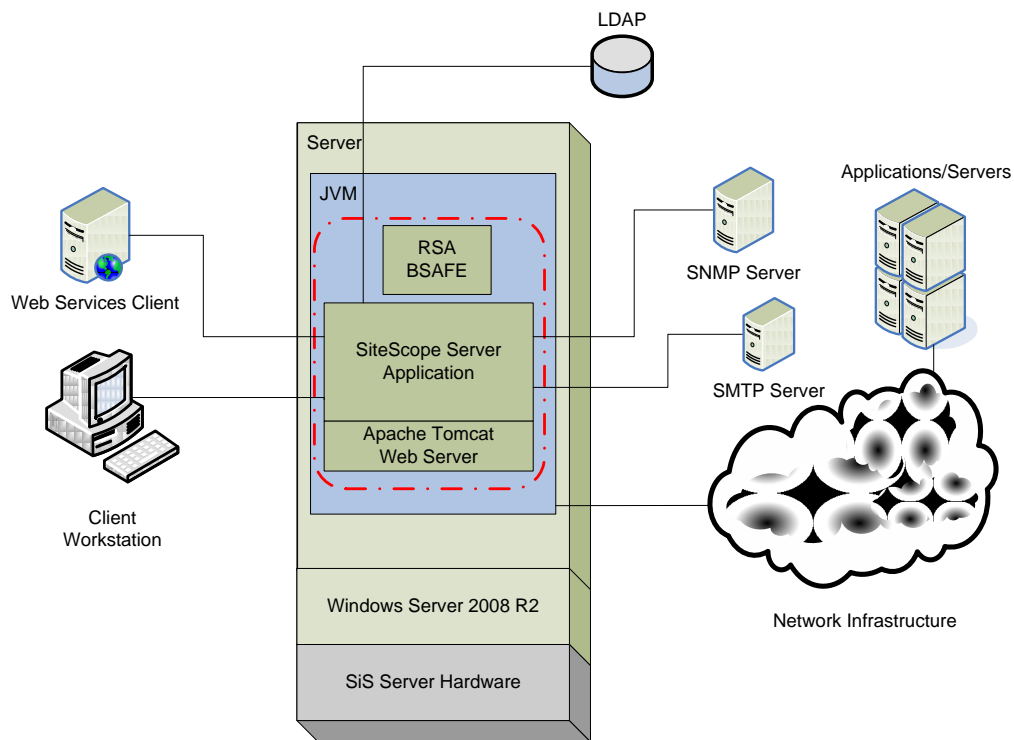 LDAP
Server
JVM
RSA
BSAFE
SiteScope Server
Application
Apache Tomcat
Web Server
Windows Server 2008 R2
SiS Server Hardware
Web Services Client
Client
Workstation
SNMP Server
SMTP Server
Applications/Servers
Network Infrastructure